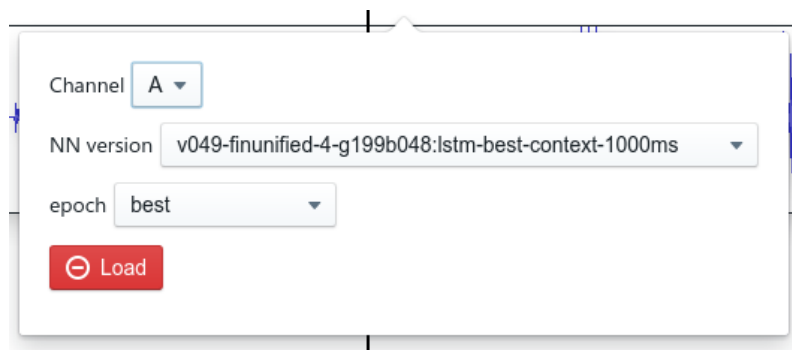 Channel A
NN version v049-finunified-4-g199b048:lstm-best-context-1000ms
epoch best
Load